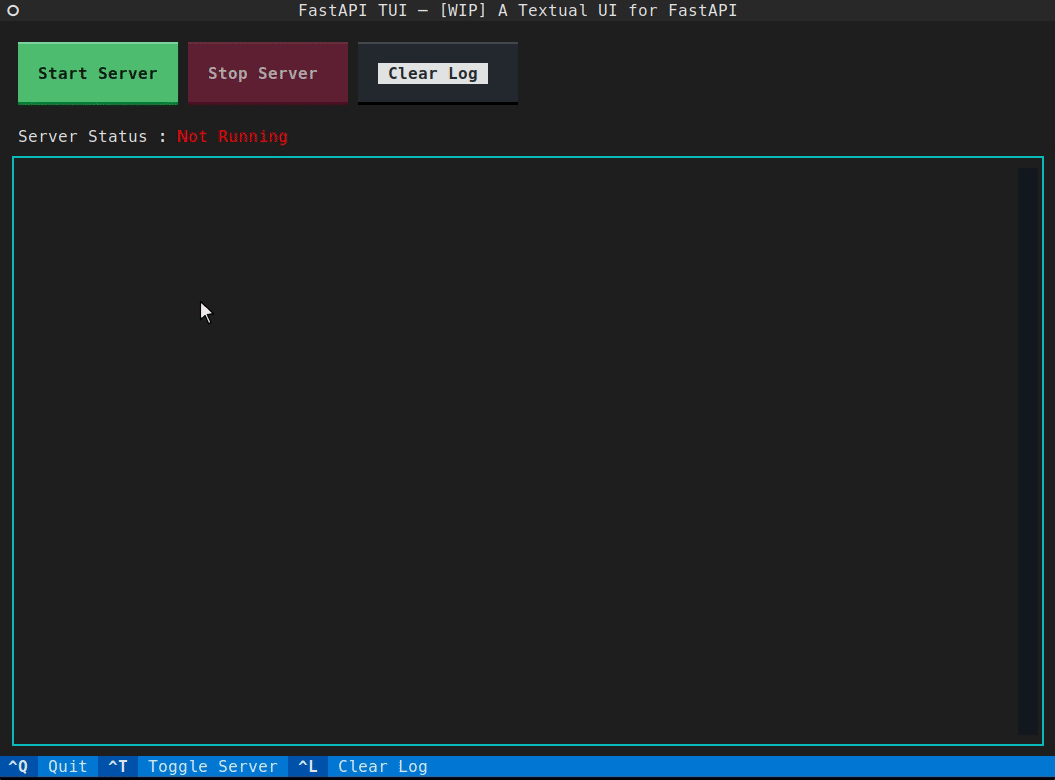 FastAPI TUI — [WIP] A Textual UI for FastAPI
Start Server Stop Server Clear Log
Server Status : Not Running
^Q Quit ^T Toggle Server ^L Clear Log